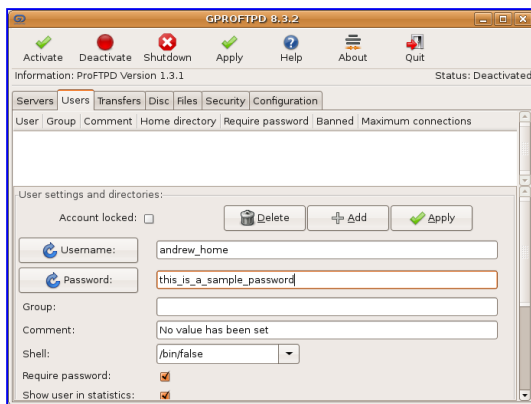 GPROFTPD 8.3.2
Activate Deactivate Shutdown Apply Help About Quit
Information: ProFTPD Version 1.3.1 Status: Deactivated
Servers Users Transfers Disc Files Security Configuration
User Group Comment Home directory Require password Banned Maximum connections
User settings and directories:
Account locked: Delete Add Apply
Username: andrew_home
Password: this_is_a_sample_password
Group:
Comment: No value has been set
Shell: /bin/false
Require password:
Show user in statistics: